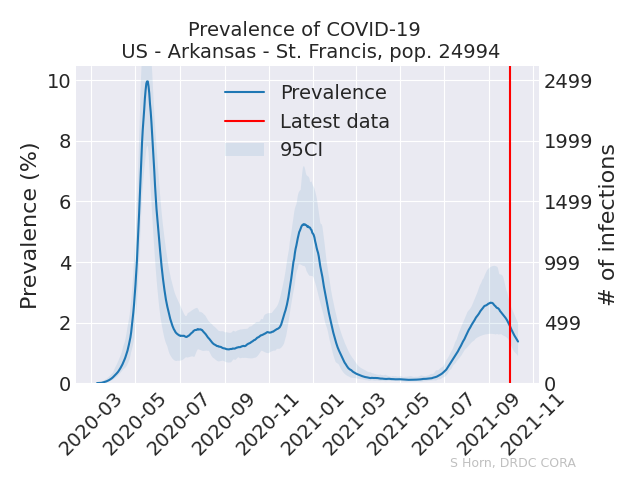 Prevalence of COVID-19
US - Arkansas - St. Francis, pop. 24994
Prevalence (%)
10
8
6
4
2
0
Prevalence
Latest data
95CI
2499
1999
1499
999
499
0
# of infections
2020-03
2020-05
2020-07
2020-09
2020-11
2021-01
2021-03
2021-05
2021-07
2021-09
2021-11
S Horn, DRDC CORA